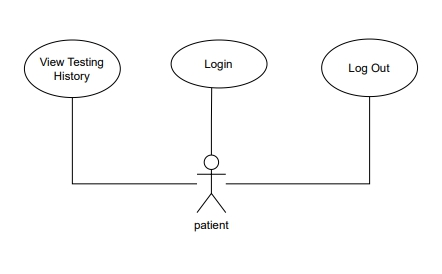 View Testing
History
Login
Log Out
patient